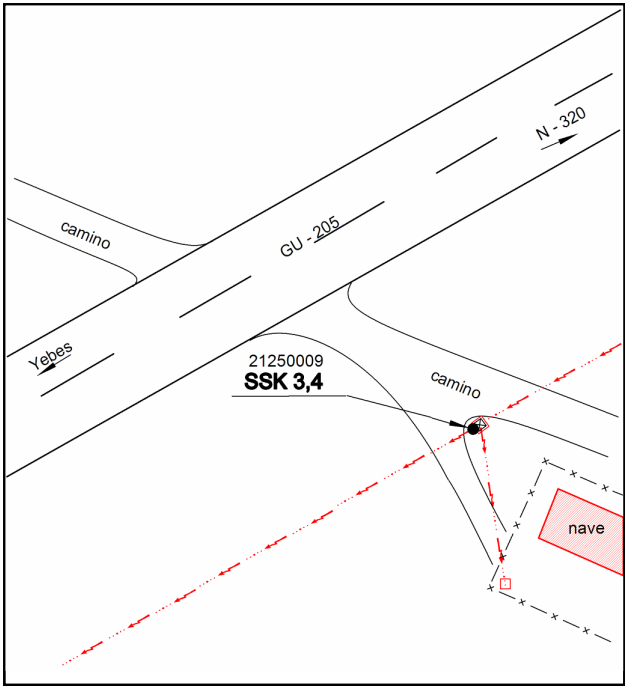 N - 320
camino
GU - 205
Yebes
21250009
SSK 3,4
camino
nave